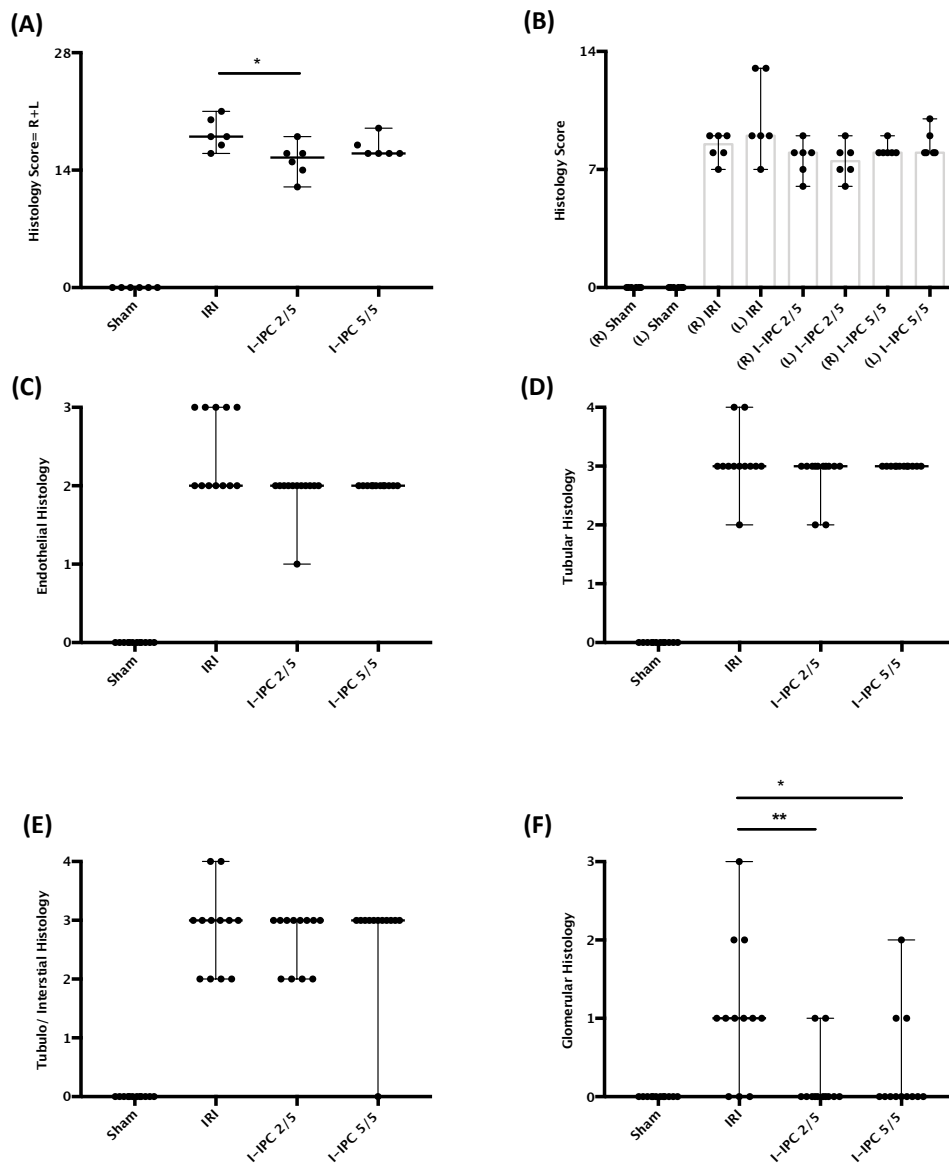 (A)
28
14
0
Histology Score= R+L
*
Sham
IRI
I-IPC 2/5
I-IPC 5/5
(B)
14
7
0
Histology Score
(R) Sham
(L) Sham
(R) IRI
(L) IRI
(R) I-IPC 2/5
(L) I-IPC 2/5
(R) I-IPC 5/5
(L) I-IPC 5/5
(C)
3
2
1
0
Endothelial Histology
Sham
IRI
I-IPC 2/5
I-IPC 5/5
(D)
4
3
2
1
0
Tubular Histology
Sham
IRI
I-IPC 2/5
I-IPC 5/5
(E)
4
3
2
1
0
Tubulo/ Interstial Histology
Sham
IRI
I-IPC 2/5
I-IPC 5/5
(F)
*
**
3
2
1
0
Glomerular Histology
Sham
IRI
I-IPC 2/5
I-IPC 5/5